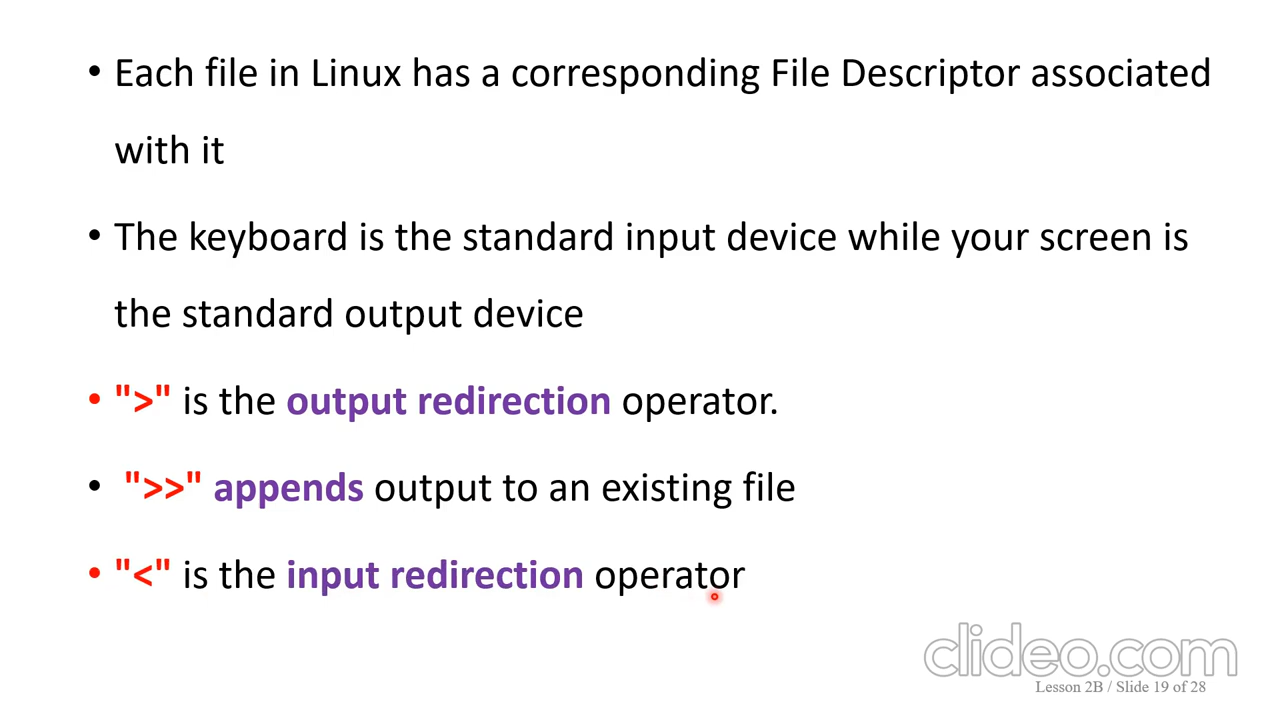 • Each file in Linux has a corresponding File Descriptor associated
with it
• The keyboard is the standard input device while your screen is
the standard output device
• ">" is the output redirection operator.
• ">>" appends output to an existing file
• "<" is the input redirection operator
clideo.com
Lesson 2B / Slide 19 of 28